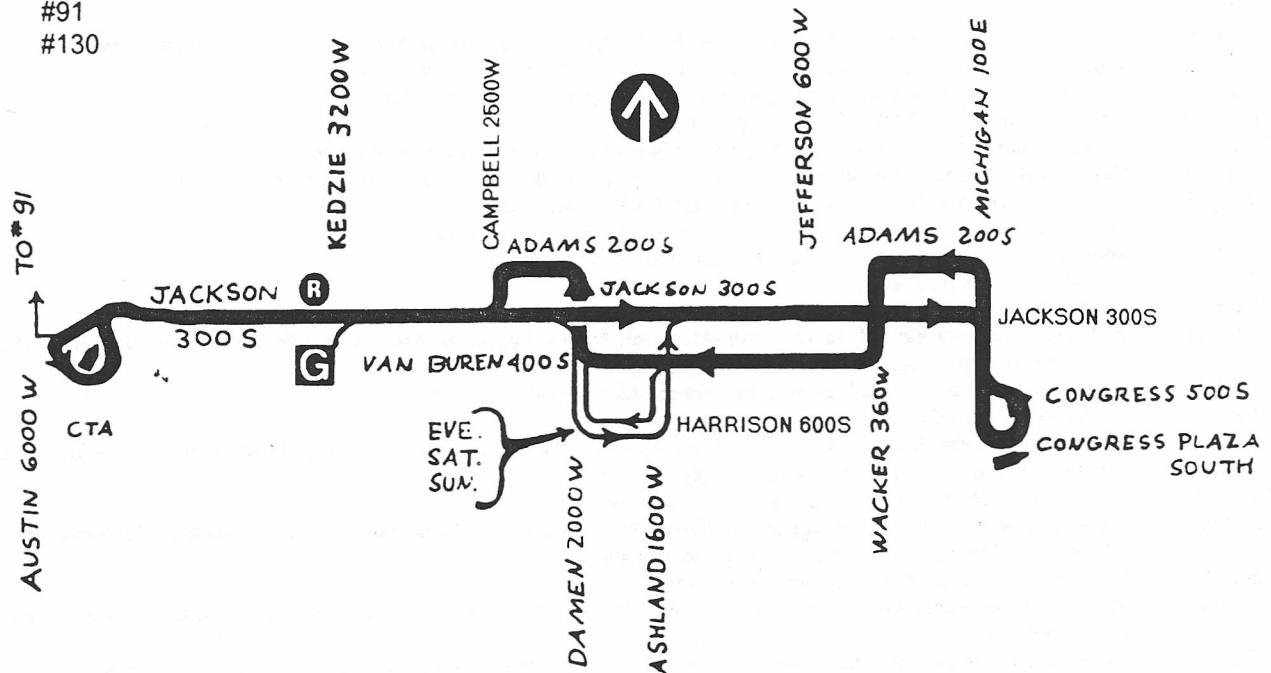 #91
#130
KEDZIE 3200W
CAMPBELL 2500W
JEFFERSON 600 W
MICHIGAN 100E
TO #91
ADAMS 200S
ADAMS 200S
JACKSON
R
JACKSON 300S
JACKSON 300S
300 S
G
VAN BUREN 400S
AUSTIN 6000 W
CTA
CONGRESS 500S
EVE.
SAT.
SUN.
HARRISON 600S
CONGRESS PLAZA
SOUTH
DAMEN 2000W
ASHLAND 1600W
WACKER 360W